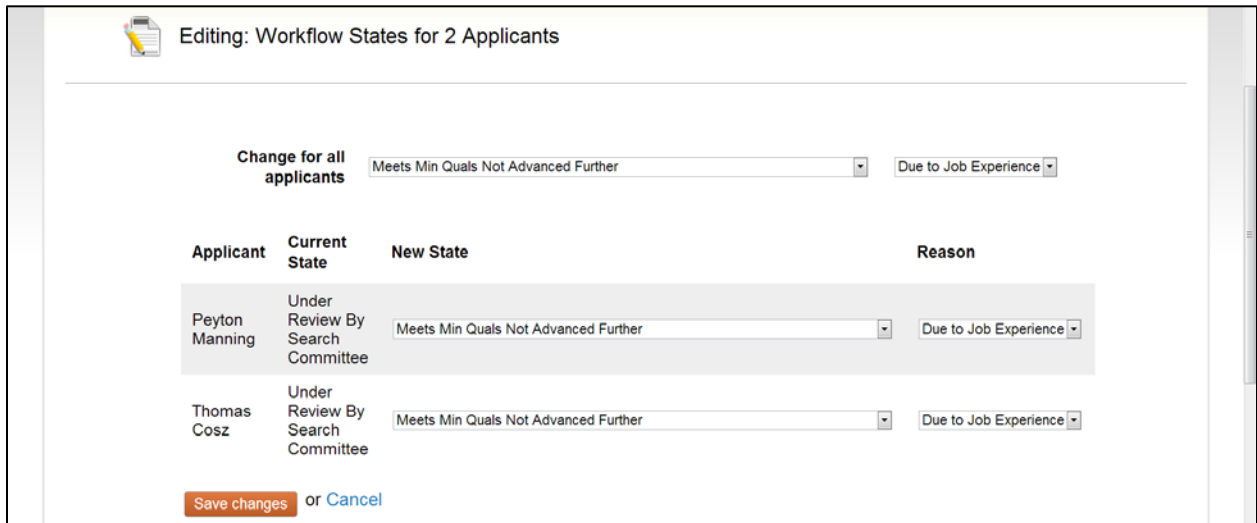 Editing: Workflow States for 2 Applicants
Change for all
applicants
Meets Min Quals Not Advanced Further
Due to Job Experience
Applicant
Current
State
New State
Reason
Peyton
Manning
Under
Review By
Search
Committee
Meets Min Quals Not Advanced Further
Due to Job Experience
Thomas
Cosz
Under
Review By
Search
Committee
Meets Min Quals Not Advanced Further
Due to Job Experience
Save changes or Cancel